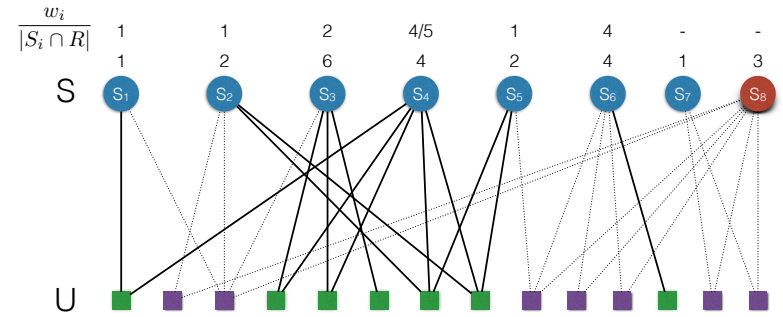 w_i / |S_i ∩ R| 1 1 2 4/5 1 4 - -
1 2 6 4 2 4 1 3
S S₁ S₂ S₃ S₄ S₅ S₆ S₇ S₈
U